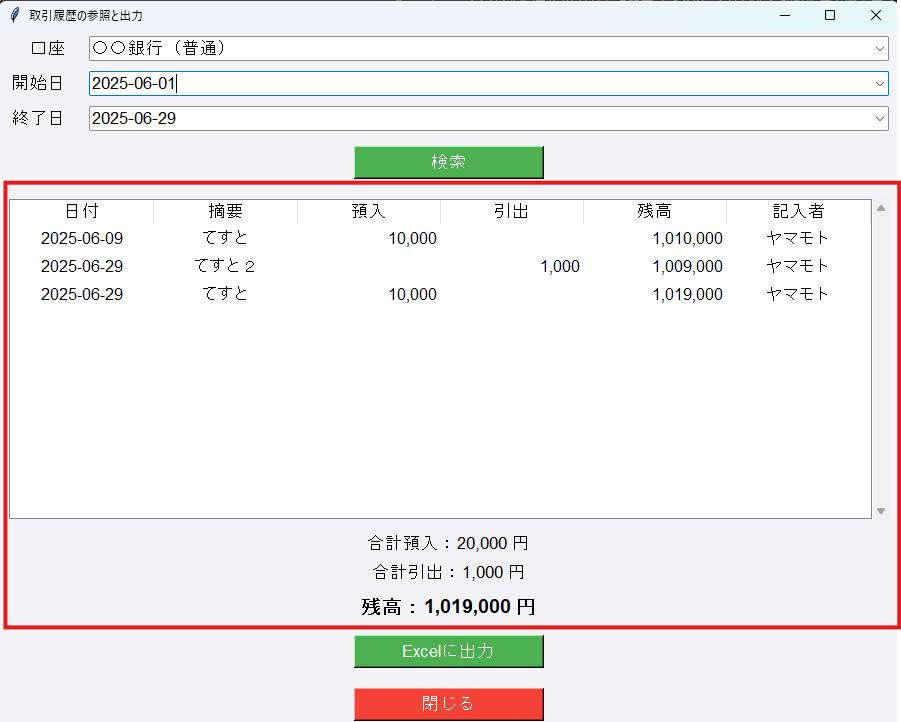 取引履歴の参照と出力
口座 〇〇銀行（普通）
開始日 2025-06-01
終了日 2025-06-29
検索
日付 摘要 預入 引出 残高 記入者
2025-06-09 てすと 10,000 1,010,000 ヤマモト
2025-06-29 てすと２ 1,000 1,009,000 ヤマモト
2025-06-29 てすと 10,000 1,019,000 ヤマモト
合計預入：20,000 円
合計引出：1,000 円
残高：1,019,000 円
Excelに出力
閉じる